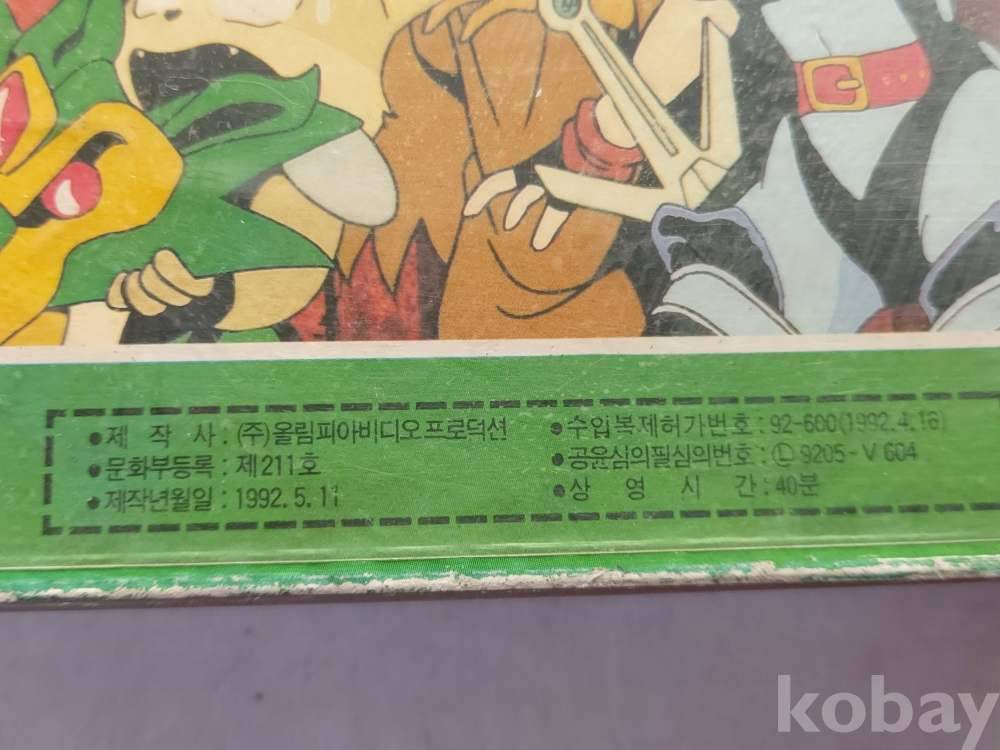 ●제 작 사 : (주)올림피아비디오프로덕션
●문화부등록 : 제211호
●제작년월일 : 1992. 5. 11
●수입복제허가번호 : 92-600(1992.4.16)
●공윤심의필심의번호 : Ⓛ 9205-V 604
●상 영 시 간 : 40분
kobay